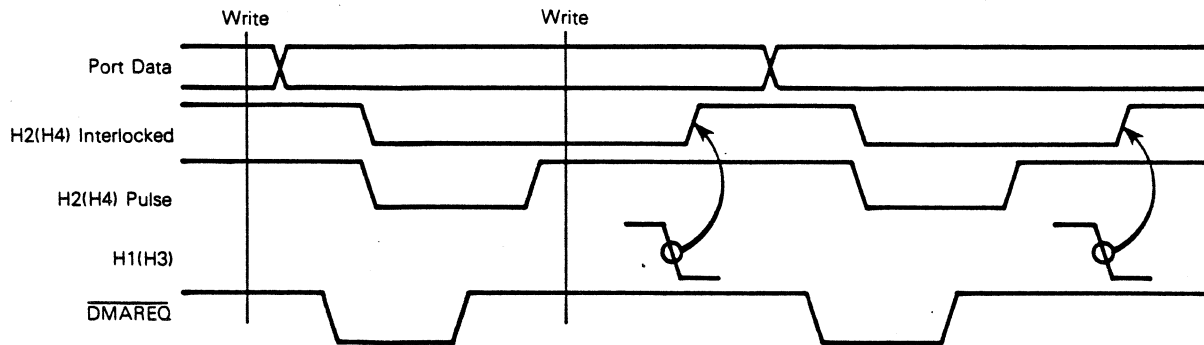 Write Write
Port Data
H2(H4) Interlocked
H2(H4) Pulse
H1(H3)
DMAREQ